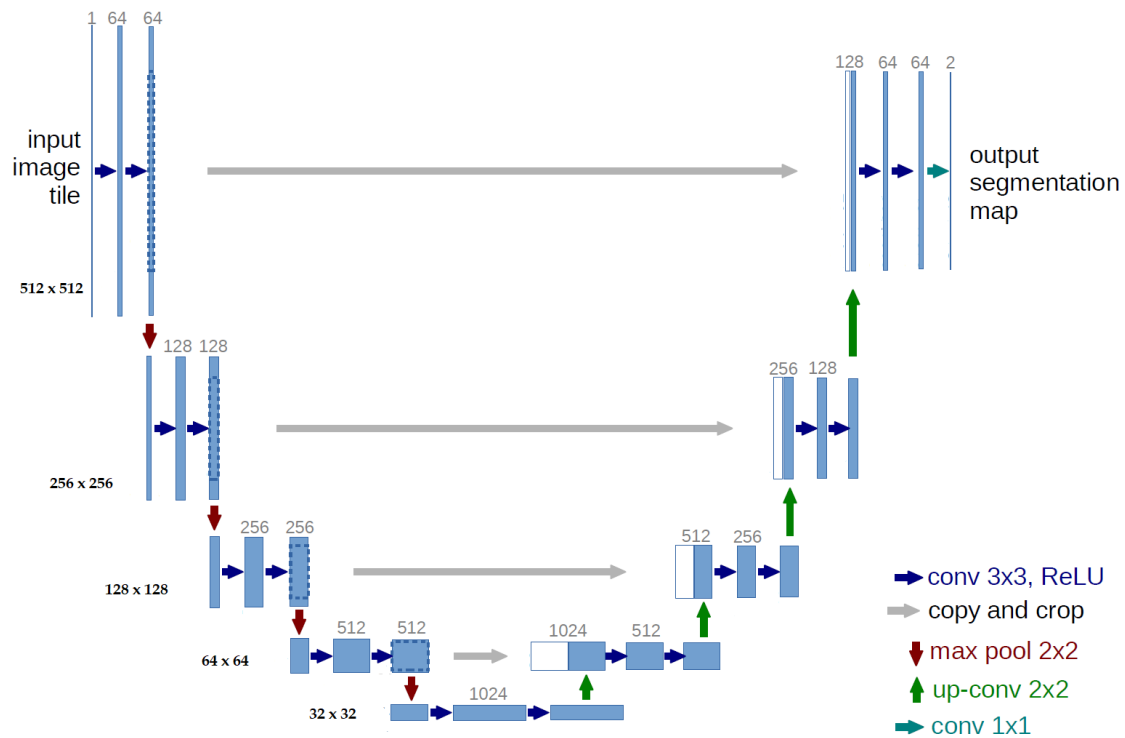 1 64 64
128 64 64 2
input
image
tile
output
segmentation
map
512 x 512
128 128
256 128
256 x 256
256 256
512 256
128 x 128
512 512
1024 512
64 x 64
1024
32 x 32
conv 3x3, ReLU
copy and crop
max pool 2x2
up-conv 2x2
conv 1x1